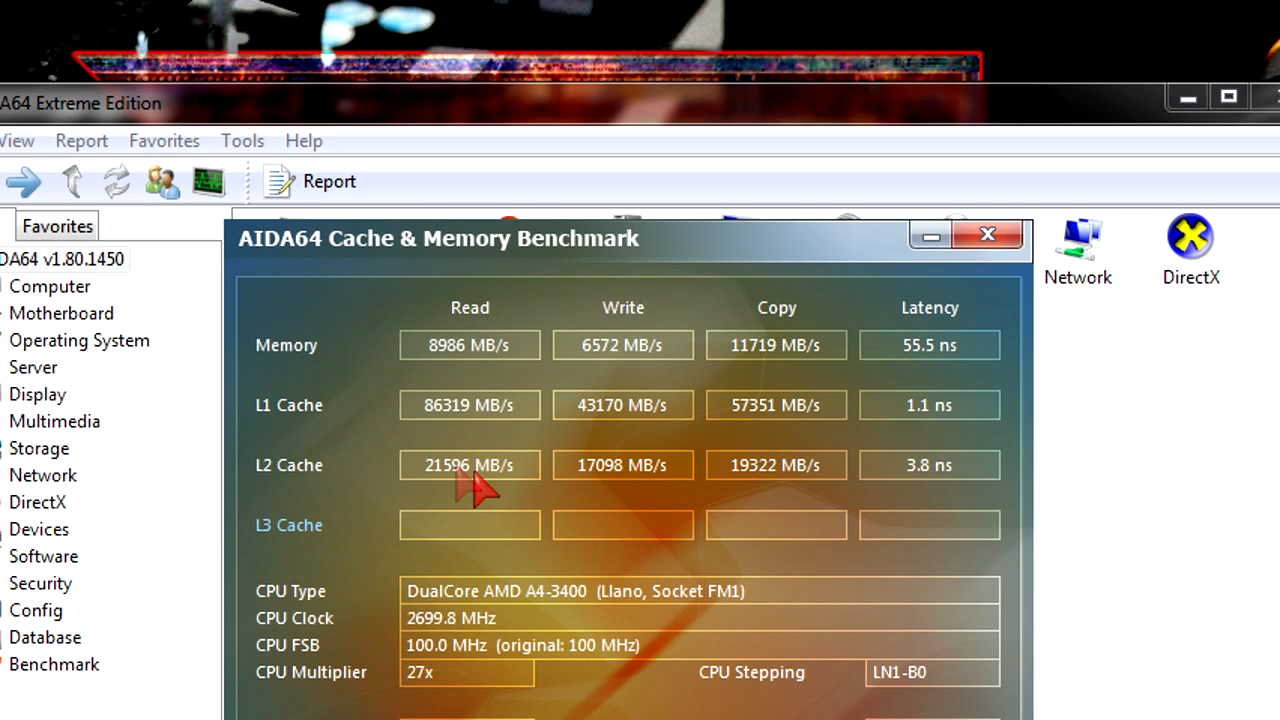 A64 Extreme Edition
View Report Favorites Tools Help
Report
Favorites
DA64 v1.80.1450
Computer
Motherboard
Operating System
Server
Display
Multimedia
Storage
Network
DirectX
Devices
Software
Security
Config
Database
Benchmark
Network
DirectX
AIDA64 Cache & Memory Benchmark
Read Write Copy Latency
Memory 8986 MB/s 6572 MB/s 11719 MB/s 55.5 ns
L1 Cache 86319 MB/s 43170 MB/s 57351 MB/s 1.1 ns
L2 Cache 21596 MB/s 17098 MB/s 19322 MB/s 3.8 ns
L3 Cache
CPU Type DualCore AMD A4-3400 (Llano, Socket FM1)
CPU Clock 2699.8 MHz
CPU FSB 100.0 MHz (original: 100 MHz)
CPU Multiplier 27x CPU Stepping LN1-B0